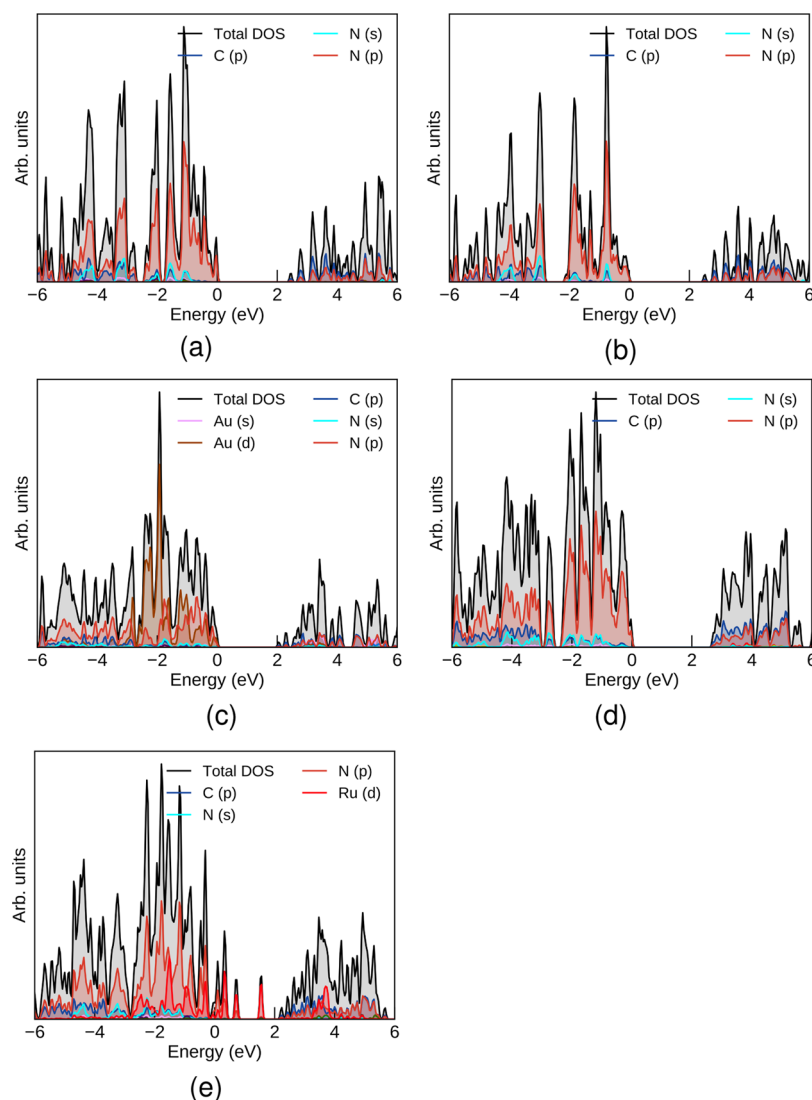 Total DOS N (s)
C (p) N (p)
Arb. units
−6 −4 −2 0 2 4 6
Energy (eV)
(a)
Total DOS N (s)
C (p) N (p)
Arb. units
−6 −4 −2 0 2 4 6
Energy (eV)
(b)
Total DOS C (p)
Au (s) N (s)
Au (d) N (p)
Arb. units
−6 −4 −2 0 2 4 6
Energy (eV)
(c)
Total DOS N (s)
C (p) N (p)
Arb. units
−6 −4 −2 0 2 4 6
Energy (eV)
(d)
Total DOS N (p)
C (p) Ru (d)
N (s)
Arb. units
−6 −4 −2 0 2 4 6
Energy (eV)
(e)